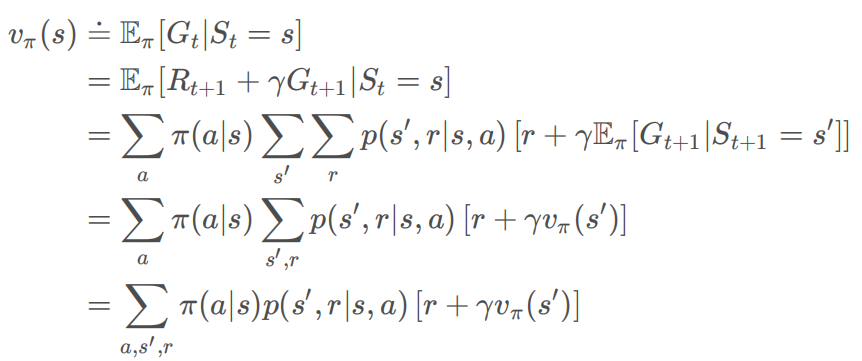 v_π(s) ≐ 𝔼_π[G_t|S_t = s]
= 𝔼_π[R_{t+1} + γG_{t+1}|S_t = s]
= ∑_a π(a|s) ∑_{s′} ∑_r p(s′, r|s, a) [r + γ𝔼_π[G_{t+1}|S_{t+1} = s′]]
= ∑_a π(a|s) ∑_{s′,r} p(s′, r|s, a) [r + γv_π(s′)]
= ∑_{a,s′,r} π(a|s)p(s′, r|s, a) [r + γv_π(s′)]